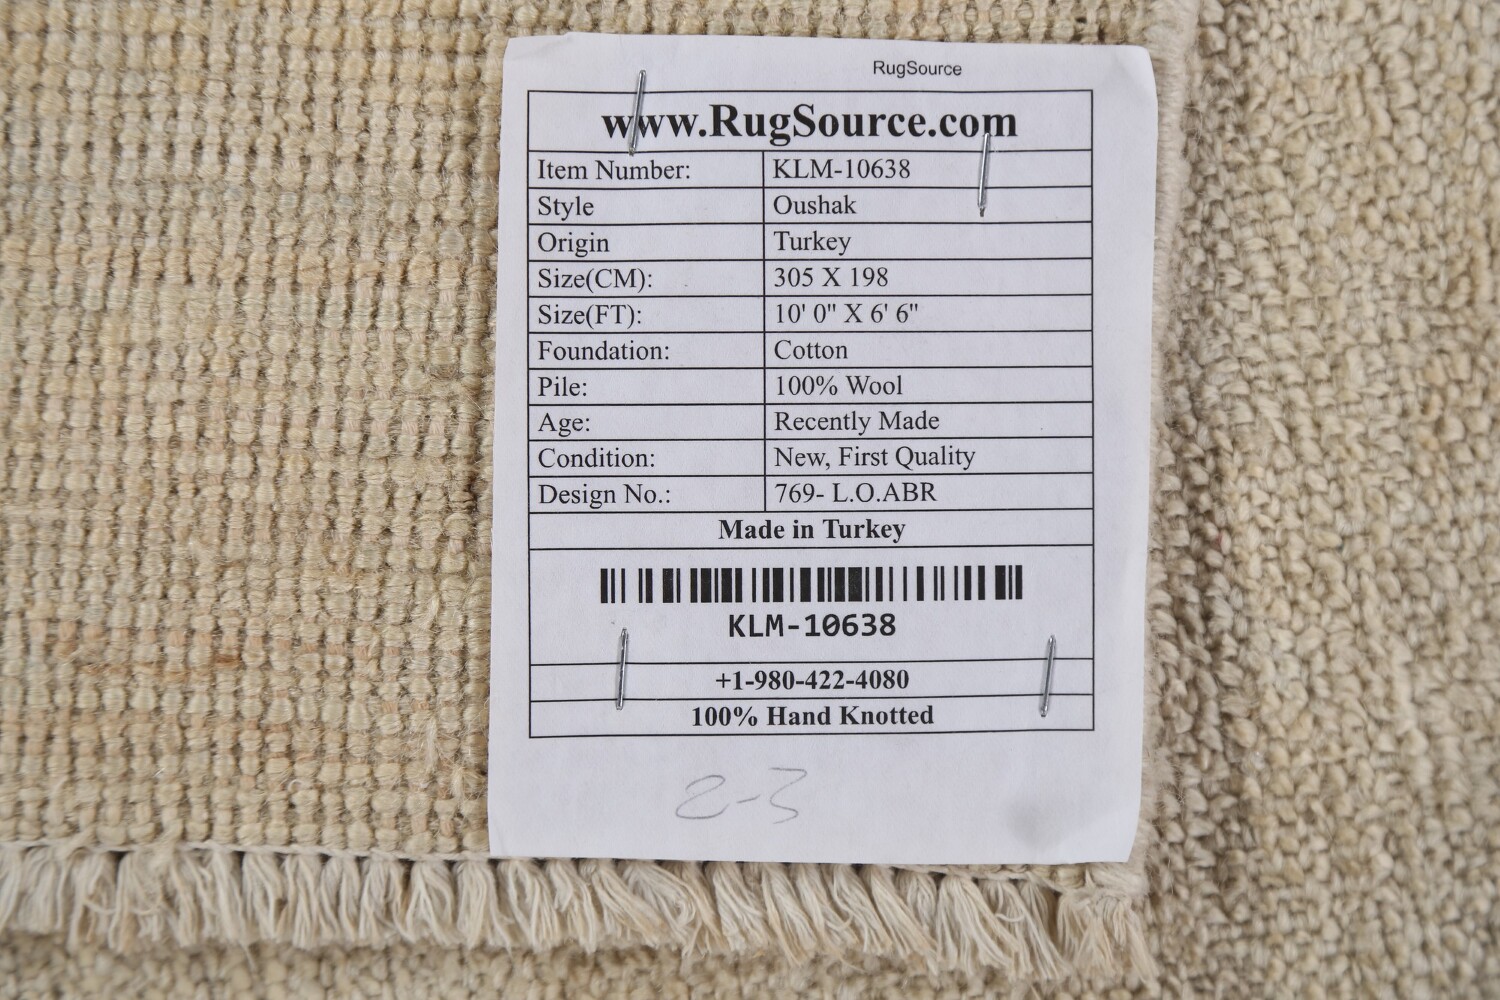 RugSource
www.RugSource.com
Item Number: KLM-10638
Style Oushak
Origin Turkey
Size(CM): 305 X 198
Size(FT): 10' 0" X 6' 6"
Foundation: Cotton
Pile: 100% Wool
Age: Recently Made
Condition: New, First Quality
Design No.: 769- L.O.ABR
Made in Turkey
KLM-10638
+1-980-422-4080
100% Hand Knotted
2-3